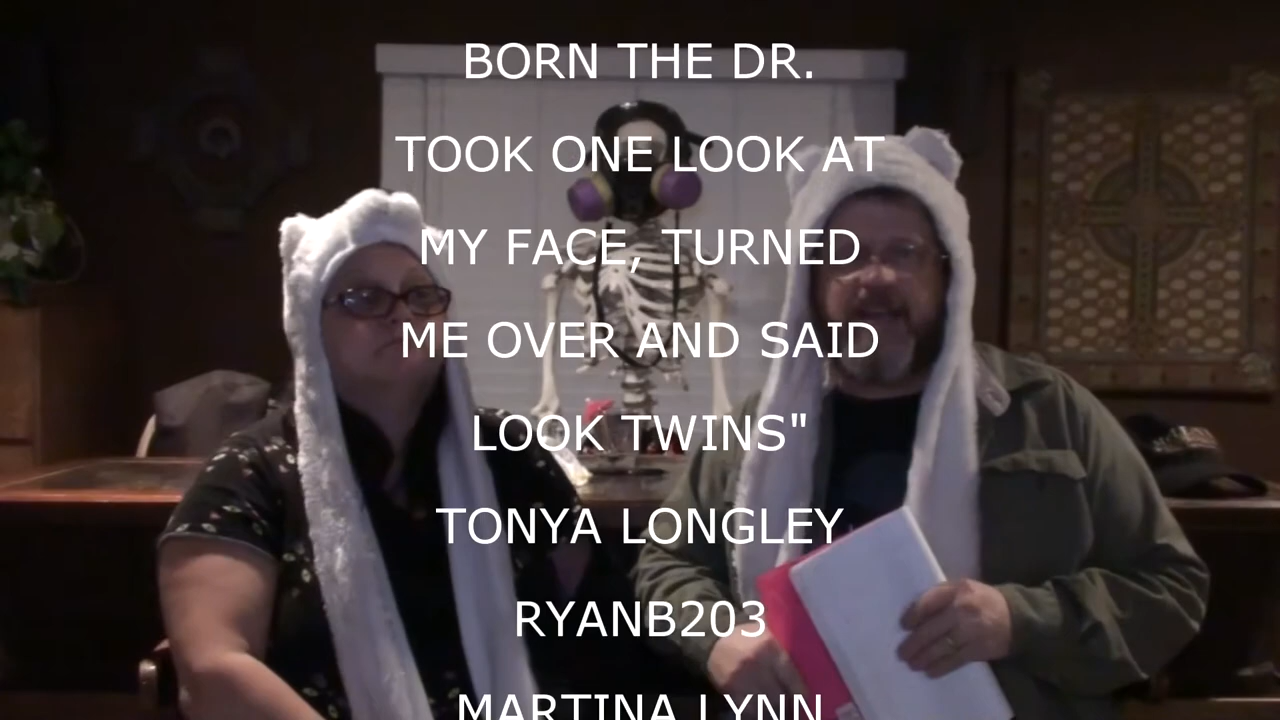 BORN THE DR.
TOOK ONE LOOK AT
MY FACE, TURNED
ME OVER AND SAID
LOOK TWINS"
TONYA LONGLEY
RYANB203
MARTINA LYNN